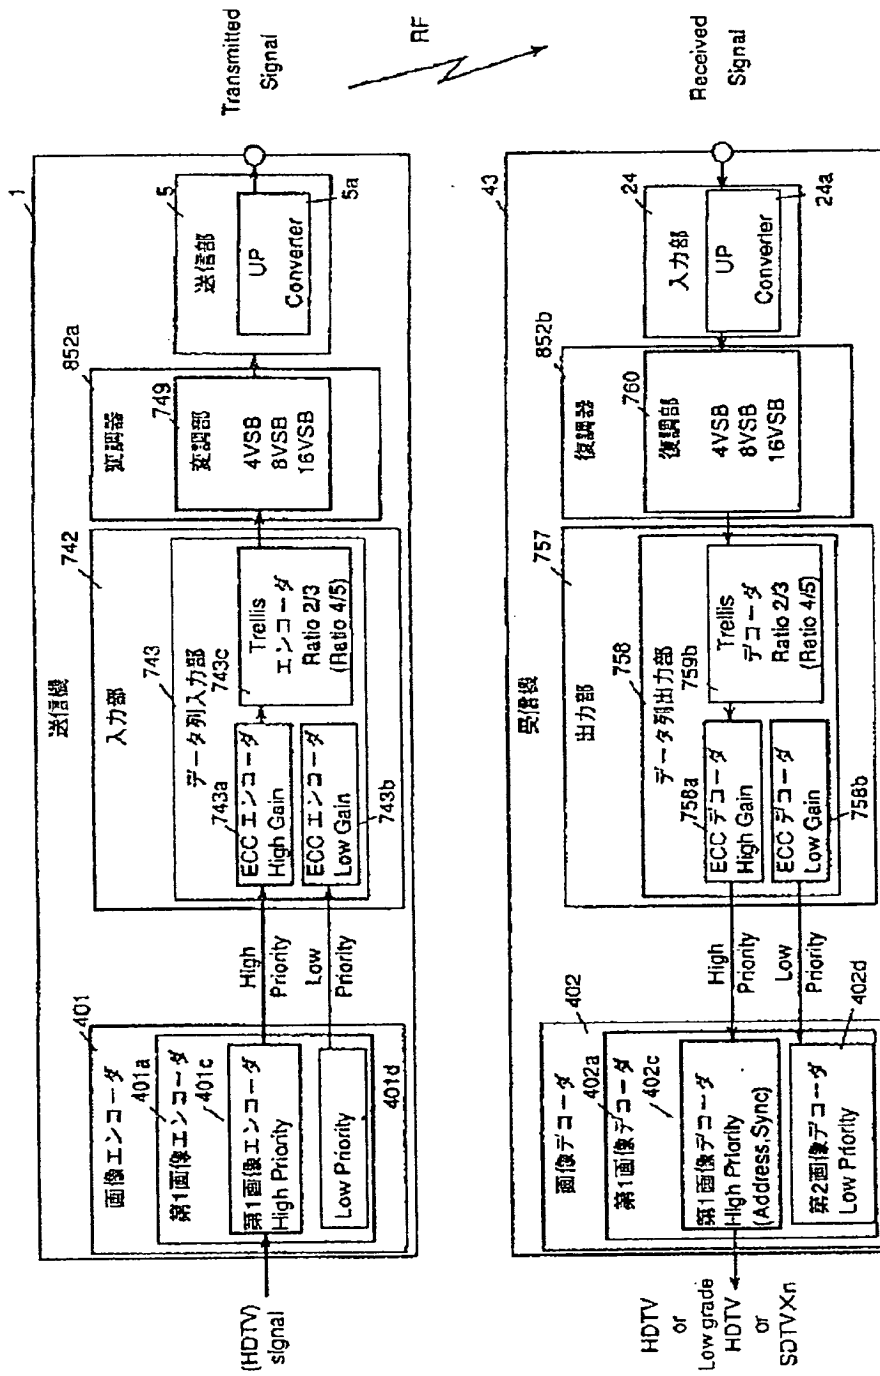 1
送信機
401
画像エンコーダ
401a
第1画像エンコーダ
401c
第1画像エンコーダ
High Priority
Low Priority
401d
(HDTV)
signal
High
Priority
Low
Priority
742
入力部
743
データ列入力部
743a
743c
ECC エンコーダ
High Gain
ECC エンコーダ
Low Gain
743b
Trellis
エンコーダ
Ratio 2/3
(Ratio 4/5)
852a
変調器
749
変調部
4VSB
8VSB
16VSB
5
送信部
UP
Converter
5a
Transmitted
Signal
RF
Received
Signal
43
受信機
24
入力部
UP
Converter
24a
852b
復調器
760
復調部
4VSB
8VSB
16VSB
757
出力部
758
データ列出力部
758a
759b
Trellis
デコーダ
Ratio 2/3
(Ratio 4/5)
ECC デコーダ
High Gain
ECC デコーダ
Low Gain
758b
High
Priority
Low
Priority
402
画像デコーダ
402a
第1画像デコーダ
402c
第1画像デコーダ
High Priority
(Address,Sync)
402d
第2画像デコーダ
Low Priority
HDTV
or
Low grade
HDTV
or
SDTV×n